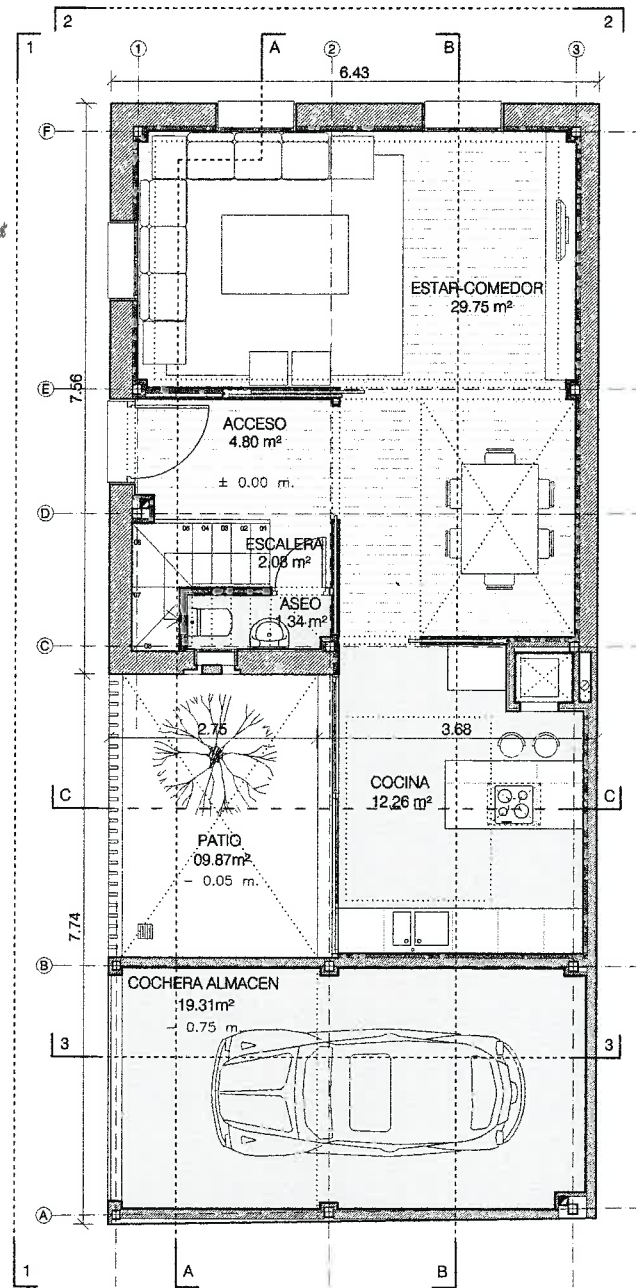 2 2
1 1 A 2 B 3
6.43
F
ESTAR-COMEDOR
29.75 m²
E
7.56
ACCESO
4.80 m²
± 0.00 m.
D
05 04 03 02 01
ESCALERA
2.08 m²
ASEO
1.34 m²
C
2.75 3.68
COCINA
12.26 m²
C C
PATIO
09.87m²
- 0.05 m.
7.74
B
COCHERA ALMACEN
19.31m²
- 0.75 m.
3 3
A
1 A B 1